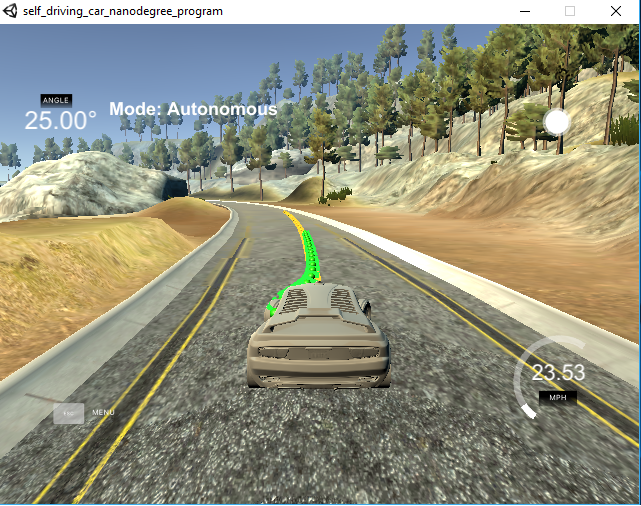 self_driving_car_nanodegree_program
ANGLE
25.00°
Mode: Autonomous
23.53
MPH
MENU